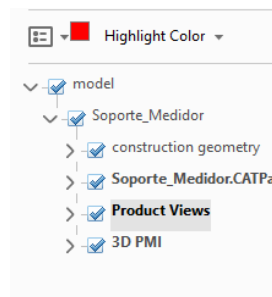 Highlight Color
model
Soporte_Medidor
construction geometry
Soporte_Medidor.CATPa
Product Views
3D PMI